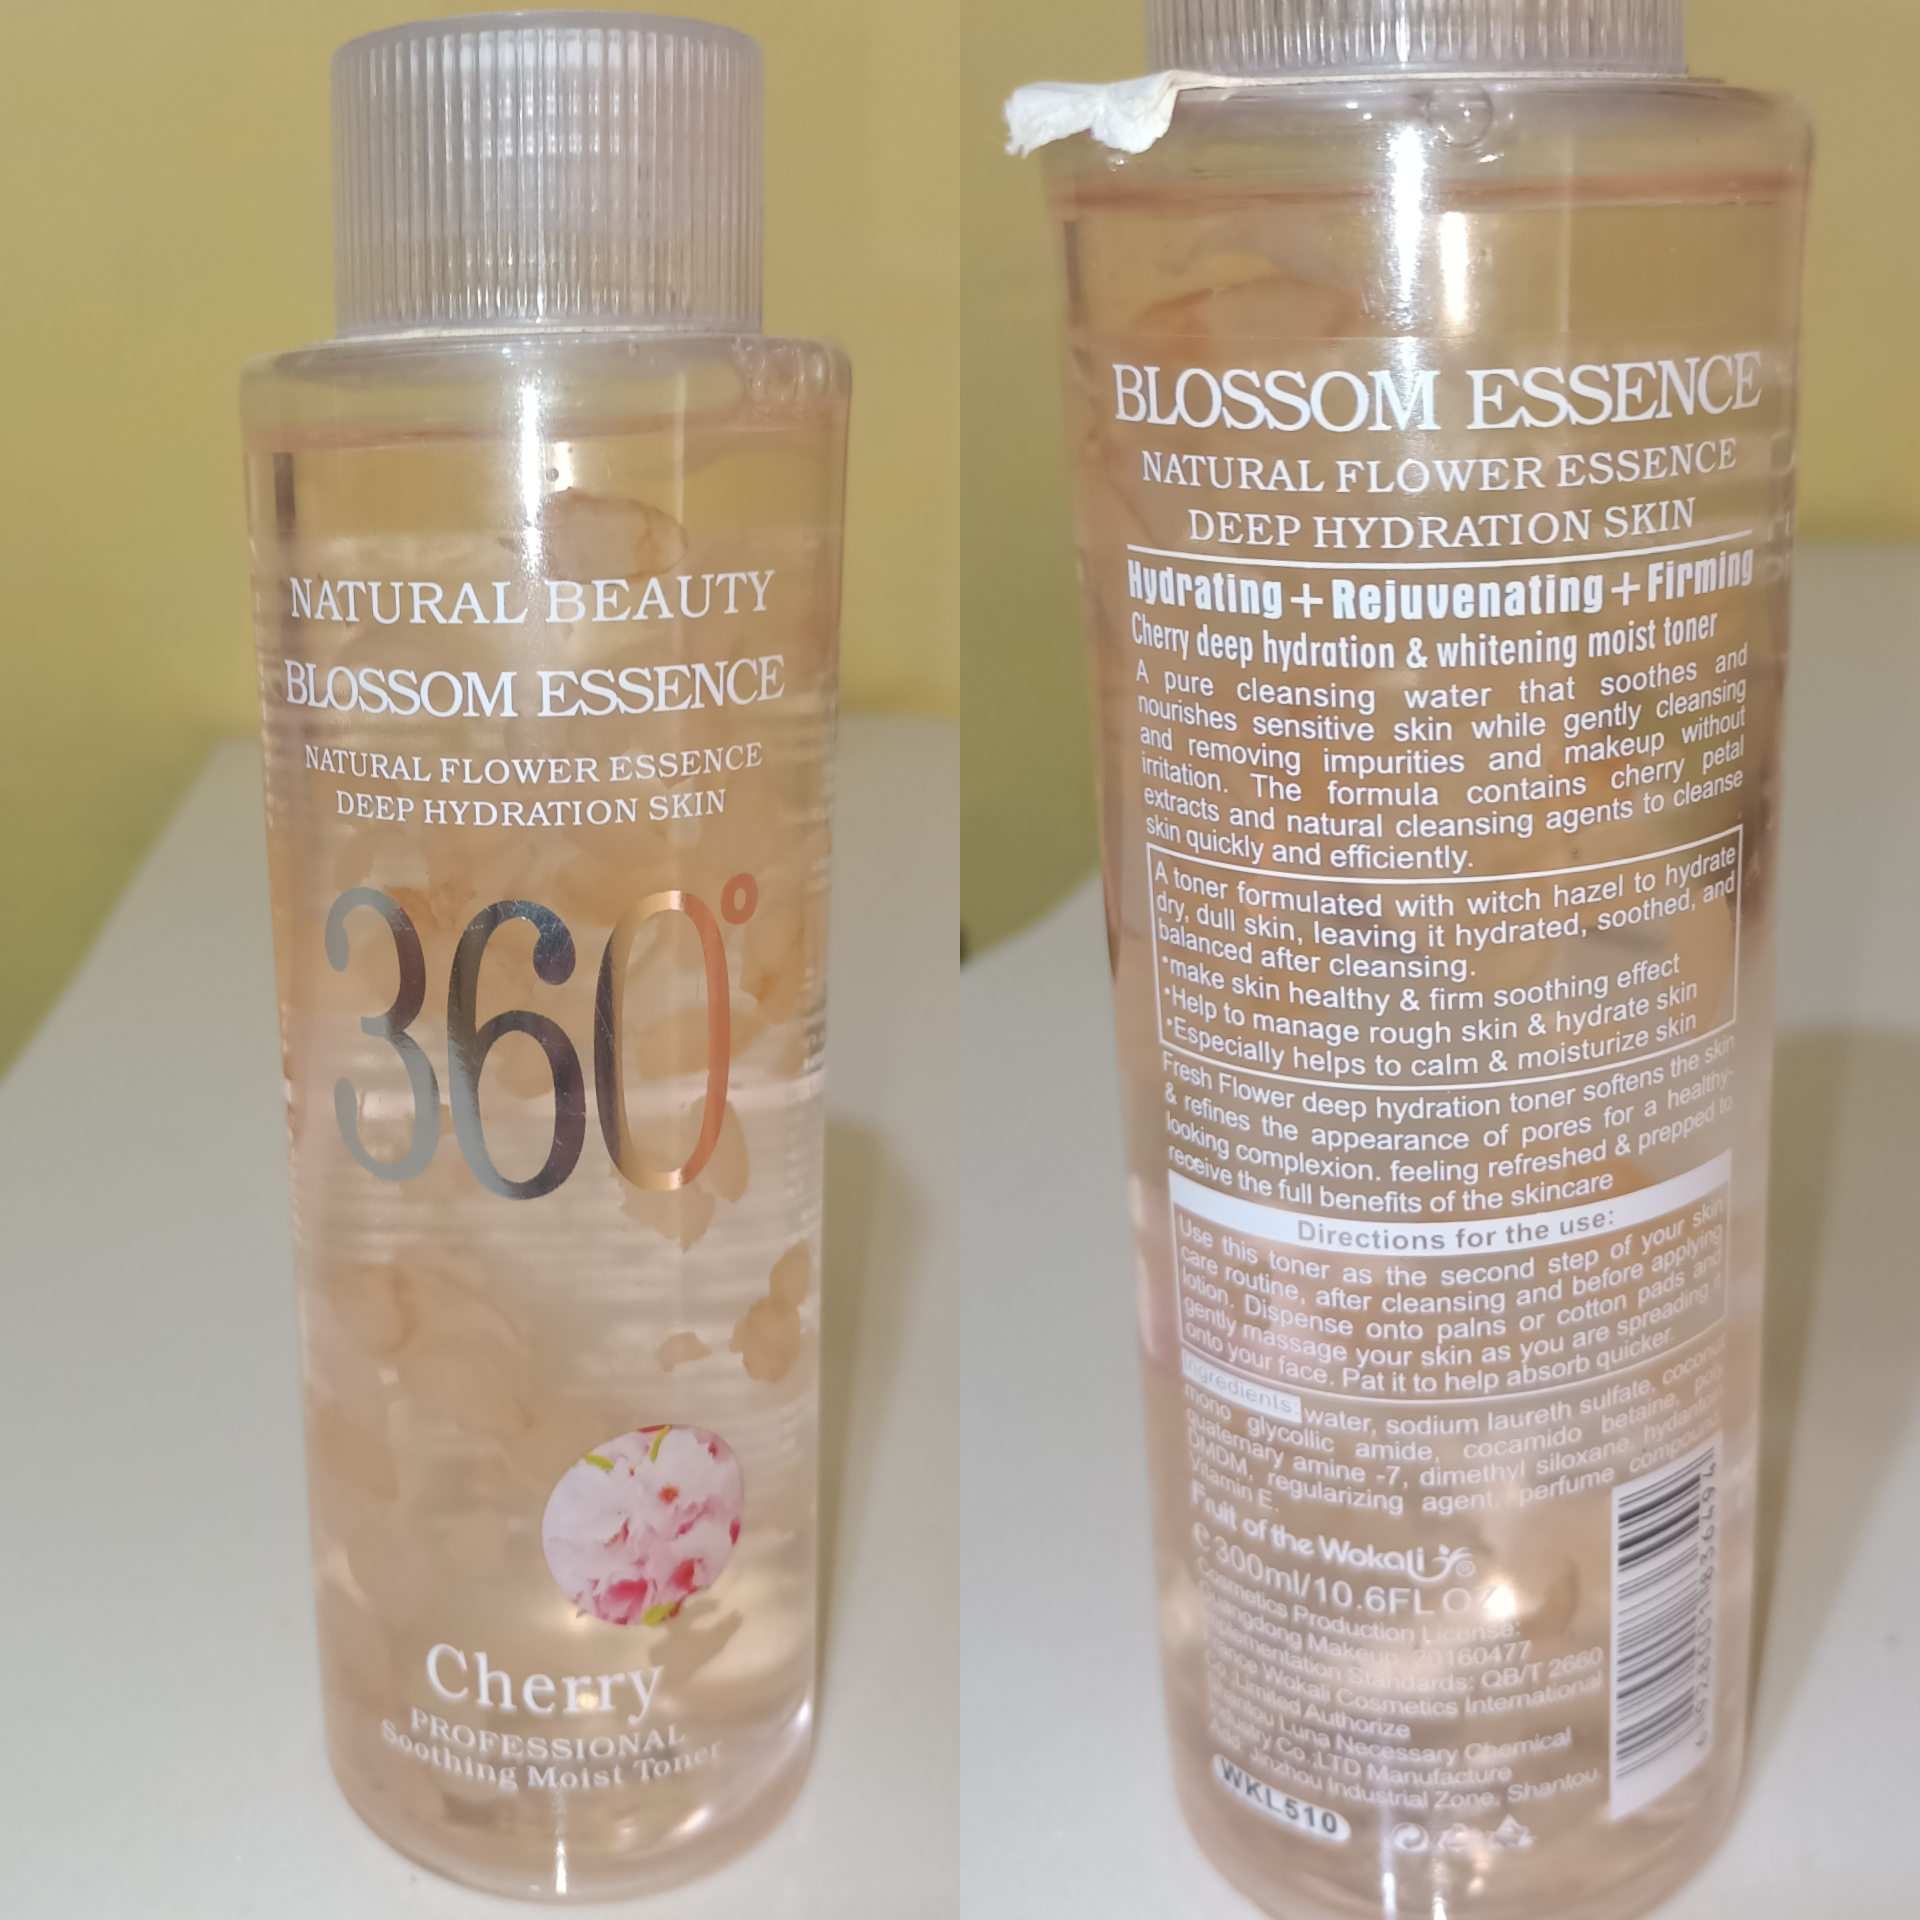 NATURAL BEAUTY
BLOSSOM ESSENCE
NATURAL FLOWER ESSENCE
DEEP HYDRATION SKIN
360°
Cherry
PROFESSIONAL
Soothing Moist Toner
BLOSSOM ESSENCE
NATURAL FLOWER ESSENCE
DEEP HYDRATION SKIN
Hydrating + Rejuvenating + Firming
Cherry deep hydration & whitening moist toner
A pure cleansing water that soothes and
nourishes sensitive skin while gently cleansing
and removing impurities and makeup without
irritation. The formula contains cherry petal
extracts and natural cleansing agents to cleanse
skin quickly and efficiently.
A toner formulated with witch hazel to hydrate
dry, dull skin, leaving it hydrated, soothed, and
balanced after cleansing.
•make skin healthy & firm soothing effect
•Help to manage rough skin & hydrate skin
•Especially helps to calm & moisturize skin
Fresh Flower deep hydration toner softens the skin
& refines the appearance of pores for a healthy-
looking complexion. feeling refreshed & prepped to
receive the full benefits of the skincare
Directions for the use:
Use this toner as the second step of your skin
care routine, after cleansing and before applying
lotion. Dispense onto palns or cotton pads and
gently massage your skin as you are spreading it
onto your face. Pat it to help absorb quicker.
Ingredients: water, sodium laureth sulfate, coconut
mono glycollic amide, cocamido betaine, poly
quaternary amine -7, dimethyl siloxane, hydantoin
DMDM, regularizing agent, perfume compound,
Vitamin E.
Fruit of the Wokali ®
e 300ml/10.6FL
Cosmetics Production License:
Guangdong Makeup 20160477
Implementation Standards: QB/T 2660
France Wokali Cosmetics International
Co.,Limited Authorize
Shantou Luna Necessary Chemical
Industry Co.,LTD Manufacture
Add: Jinzhou Industrial Zone, Shantou.
WKL510